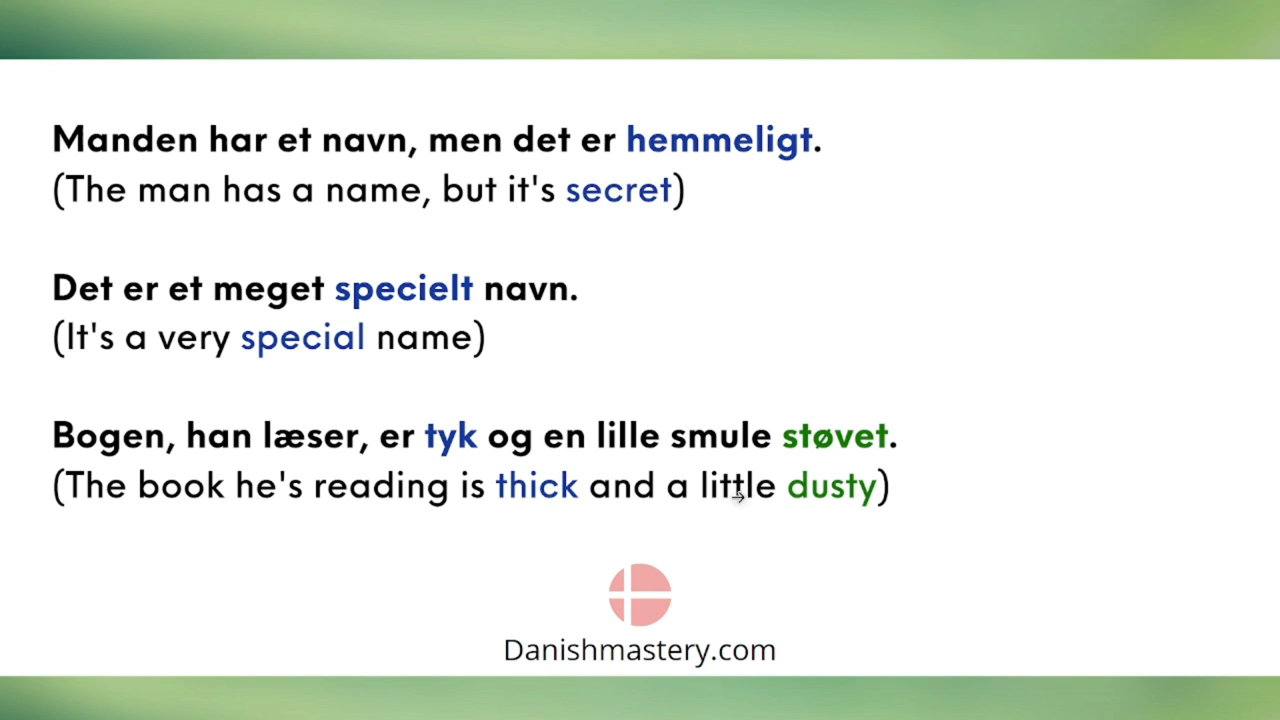 Manden har et navn, men det er hemmeligt.
(The man has a name, but it's secret)
Det er et meget specielt navn.
(It's a very special name)
Bogen, han læser, er tyk og en lille smule støvet.
(The book he's reading is thick and a little dusty)
Danishmastery.com